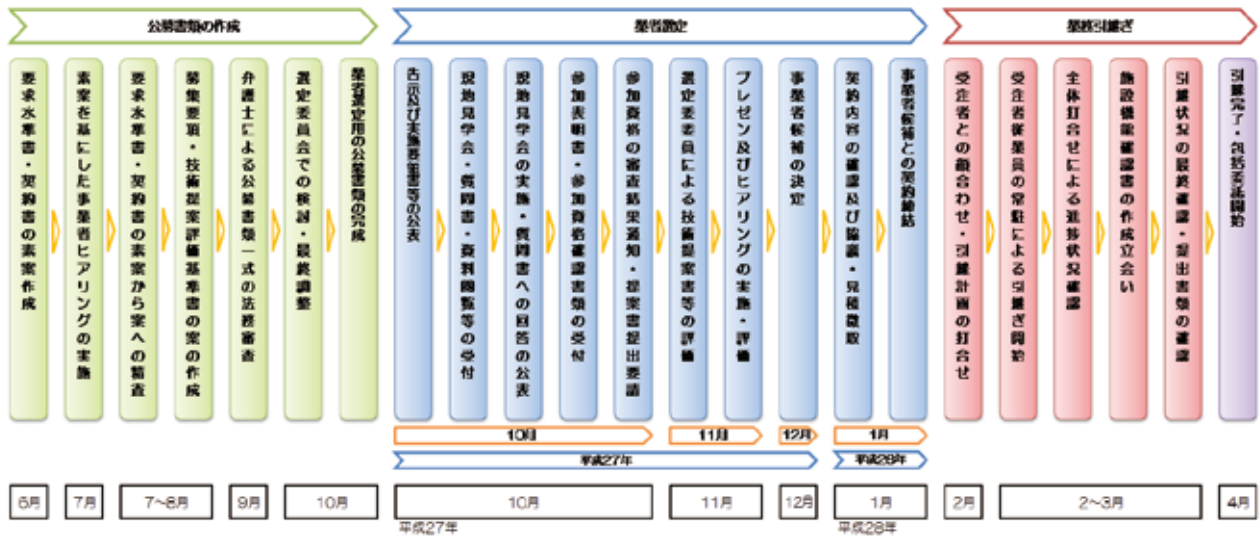 公募書類の作成
業者選定
業務引継ぎ
要求水準書・契約書の素案作成
素案を基にした事業者ヒアリングの実施
要求水準書・契約書の素案から案への精査
募集要項・技術提案評価基準書の案の作成
弁護士による公募書類一式の法務審査
選定委員会での検討・最終調整
業者選定用の公募書類の完成
告示及び実施要領書等の公表
現地見学会・質問書・資料閲覧等の受付
現地見学会の実施・質問書への回答の公表
参加表明書・参加資格確認書類の受付
参加資格の審査結果通知・提案書提出要請
選定委員による技術提案書等の評価
プレゼン及びヒアリングの実施・評価
事業者候補の決定
契約内容の確認及び協議・見積徴取
事業者候補との契約締結
受注者との顔合わせ・引継計画の打合せ
受注者従業員の常駐による引継ぎ開始
全体打合せによる進捗状況確認
施設機能確認書の作成立会い
引継状況の最終確認・提出書類の確認
引継完了・包括委託開始
10月
11月
12月
1月
平成27年
平成28年
6月
7月
7~8月
9月
10月
10月
11月
12月
1月
2月
2~3月
4月
平成27年
平成28年